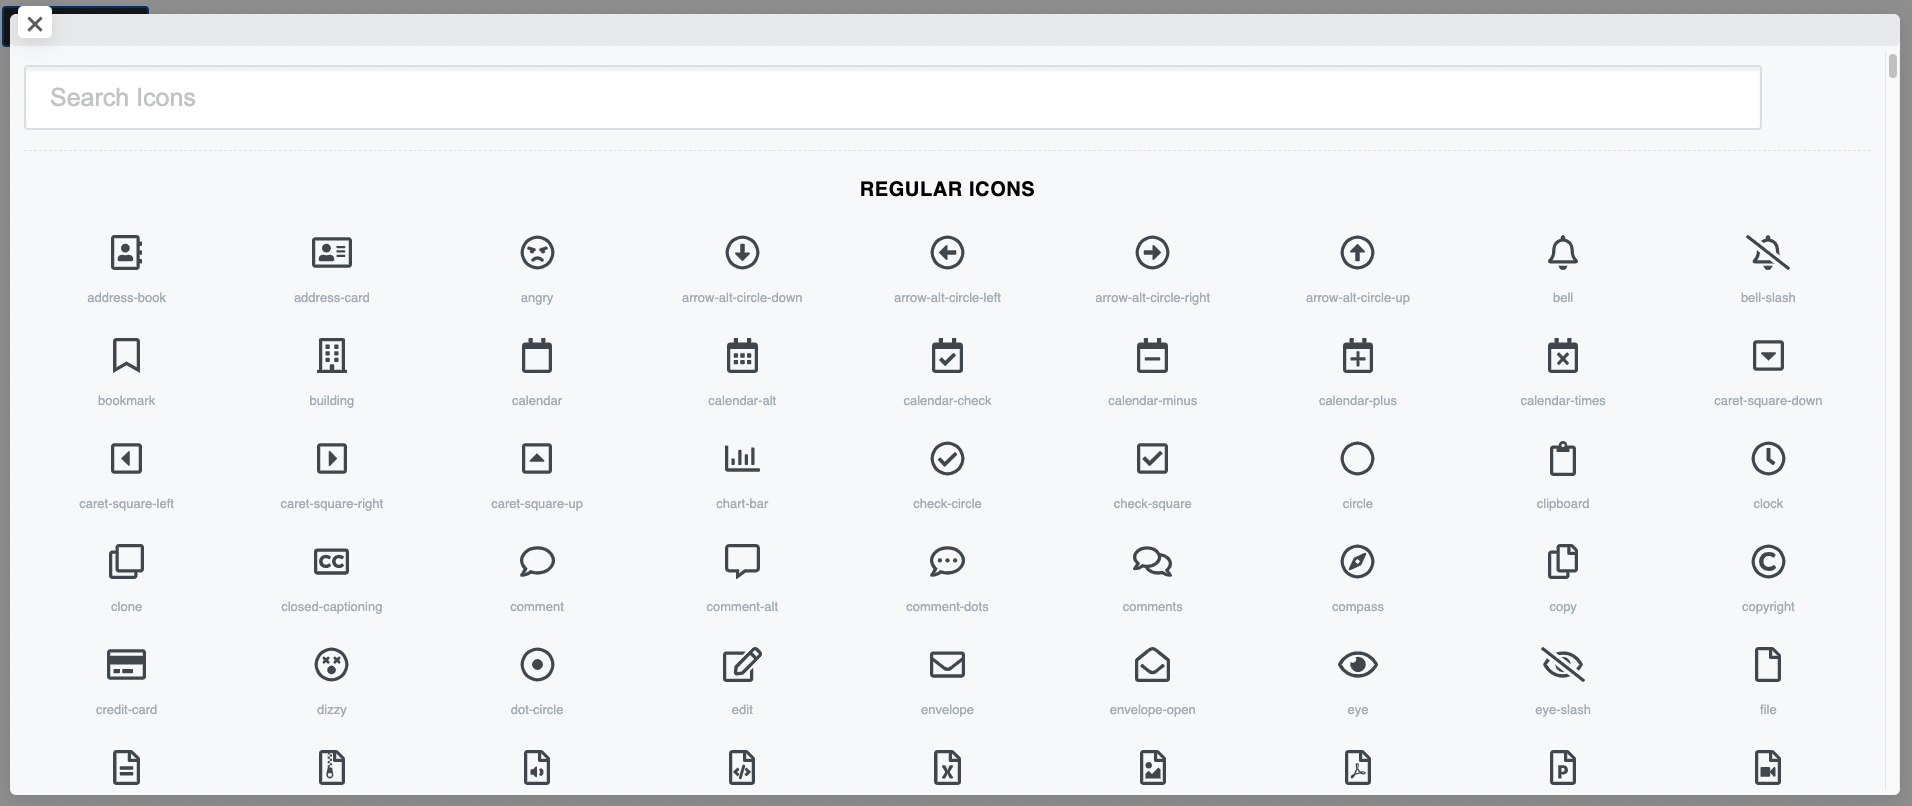 Search Icons
REGULAR ICONS
address-book address-card angry arrow-alt-circle-down arrow-alt-circle-left arrow-alt-circle-right arrow-alt-circle-up bell bell-slash
bookmark building calendar calendar-alt calendar-check calendar-minus calendar-plus calendar-times caret-square-down
caret-square-left caret-square-right caret-square-up chart-bar check-circle check-square circle clipboard clock
CC C
clone closed-captioning comment comment-alt comment-dots comments compass copy copyright
credit-card dizzy dot-circle edit envelope envelope-open eye eye-slash file
X P